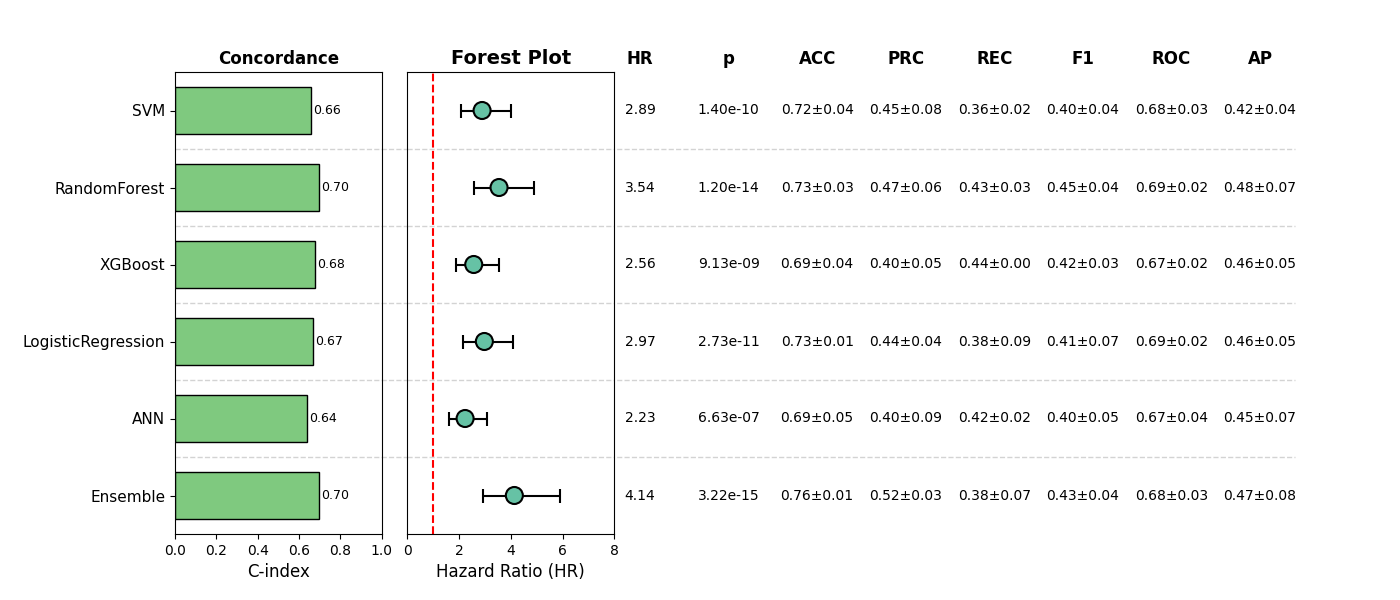 Concordance Forest Plot HR p ACC PRC REC F1 ROC AP
SVM 0.66 2.89 1.40e-10 0.72±0.04 0.45±0.08 0.36±0.02 0.40±0.04 0.68±0.03 0.42±0.04
RandomForest 0.70 3.54 1.20e-14 0.73±0.03 0.47±0.06 0.43±0.03 0.45±0.04 0.69±0.02 0.48±0.07
XGBoost 0.68 2.56 9.13e-09 0.69±0.04 0.40±0.05 0.44±0.00 0.42±0.03 0.67±0.02 0.46±0.05
LogisticRegression 0.67 2.97 2.73e-11 0.73±0.01 0.44±0.04 0.38±0.09 0.41±0.07 0.69±0.02 0.46±0.05
ANN 0.64 2.23 6.63e-07 0.69±0.05 0.40±0.09 0.42±0.02 0.40±0.05 0.67±0.04 0.45±0.07
Ensemble 0.70 4.14 3.22e-15 0.76±0.01 0.52±0.03 0.38±0.07 0.43±0.04 0.68±0.03 0.47±0.08
0.0 0.2 0.4 0.6 0.8 1.0 0 2 4 6 8
C-index Hazard Ratio (HR)